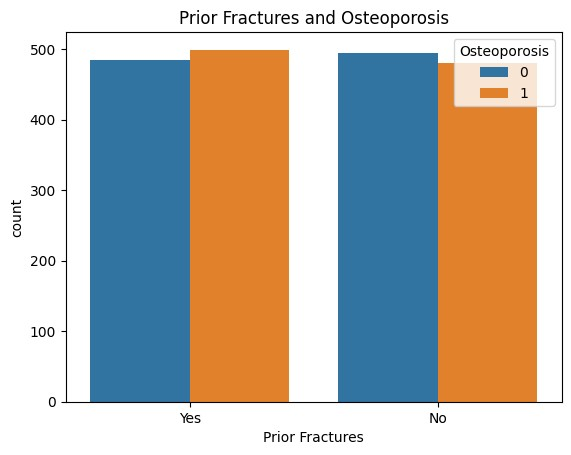 Prior Fractures and Osteoporosis
Osteoporosis
0
1
500
400
300
200
100
0
count
Yes
No
Prior Fractures